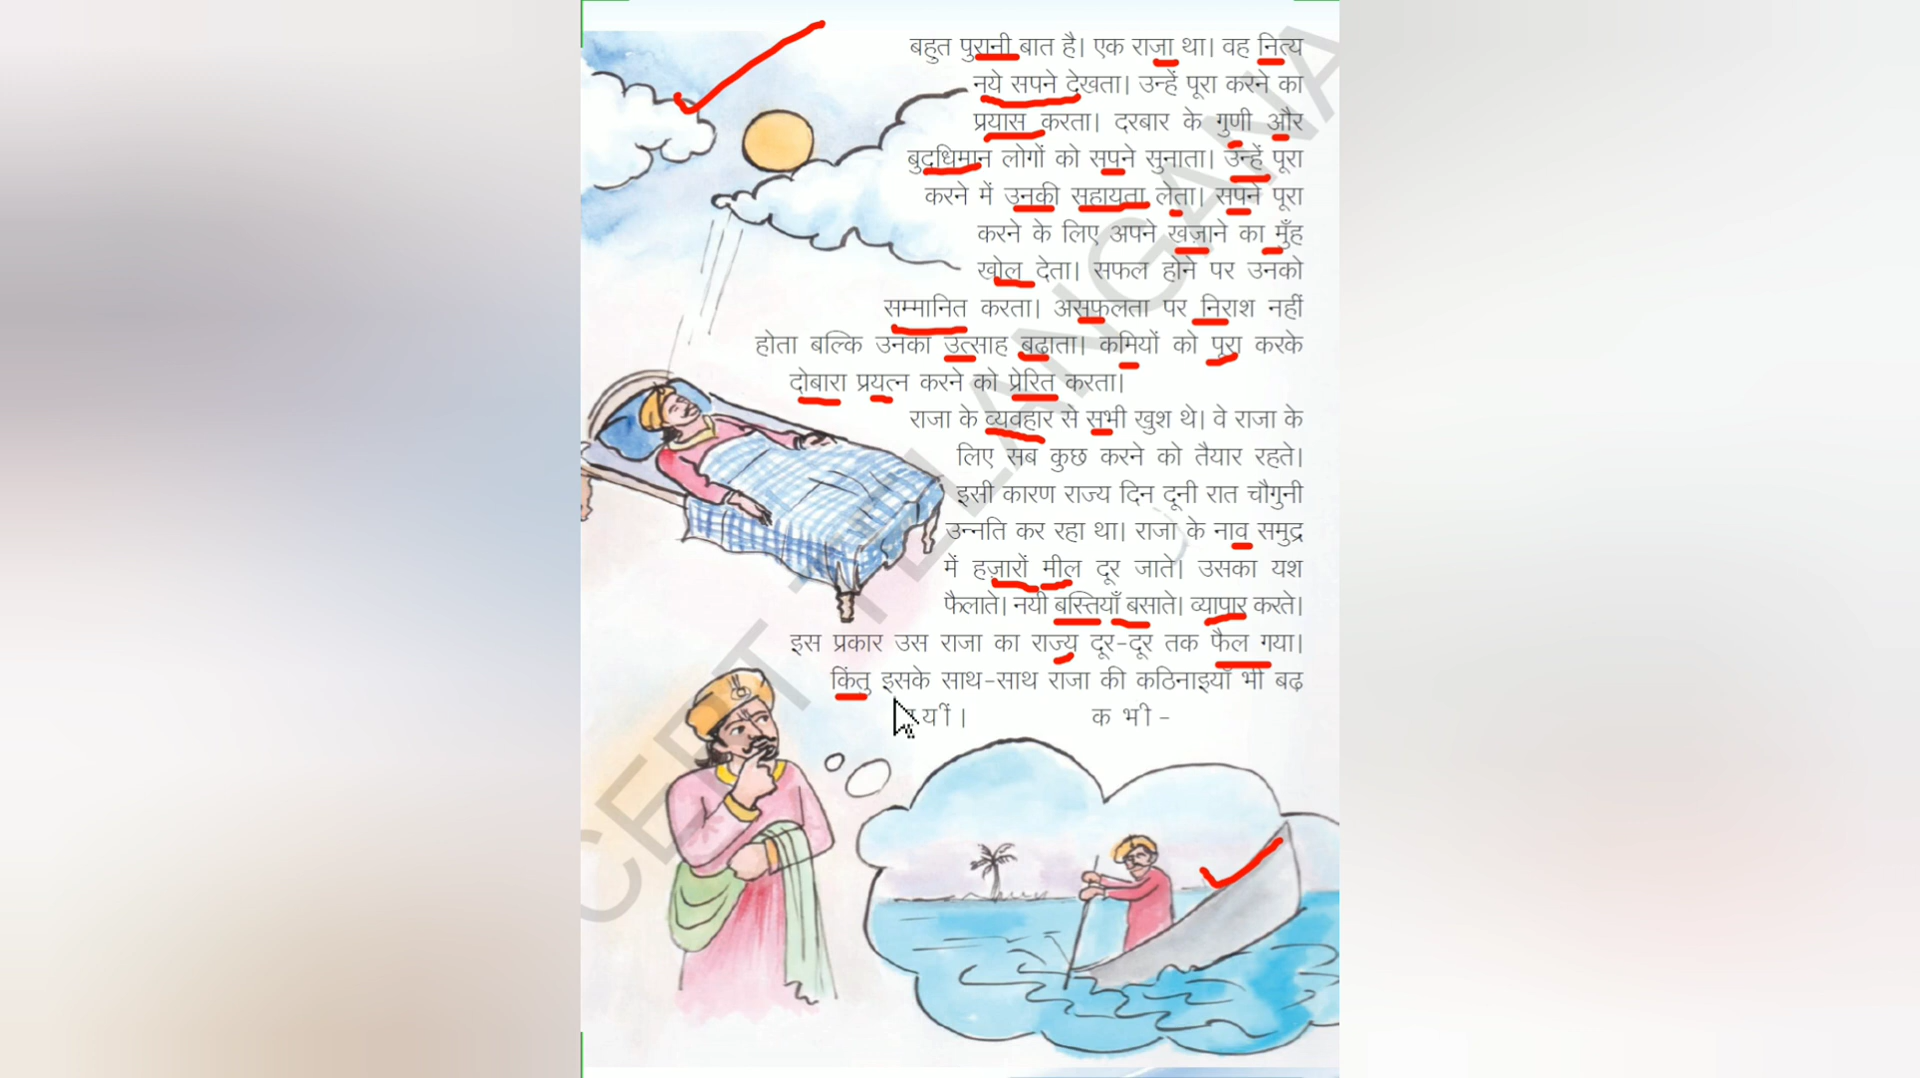 बहुत पुरानी बात है। एक राजा था। वह नित्य
नये सपने देखता। उन्हें पूरा करने का
प्रयास करता। दरबार के गुणी और
बुद्धिमान लोगों को सपने सुनाता। उन्हें पूरा
करने में उनकी सहायता लेता। सपने पूरा
करने के लिए अपने खज़ाने का मुँह
खोल देता। सफल होने पर उनको
सम्मानित करता। असफलता पर निराश नहीं
होता बल्कि उनका उत्साह बढ़ाता। कमियों को पूरा करके
दोबारा प्रयत्न करने को प्रेरित करता।
राजा के व्यवहार से सभी खुश थे। वे राजा के
लिए सब कुछ करने को तैयार रहते।
इसी कारण राज्य दिन दूनी रात चौगुनी
उन्नति कर रहा था। राजा के नाव समुद्र
में हज़ारों मील दूर जाते। उसका यश
फैलाते। नयी बस्तियाँ बसाते। व्यापार करते।
इस प्रकार उस राजा का राज्य दूर-दूर तक फैल गया।
किंतु इसके साथ-साथ राजा की कठिनाइयाँ भी बढ़
यीं। कभी-
CERT TELANGANA